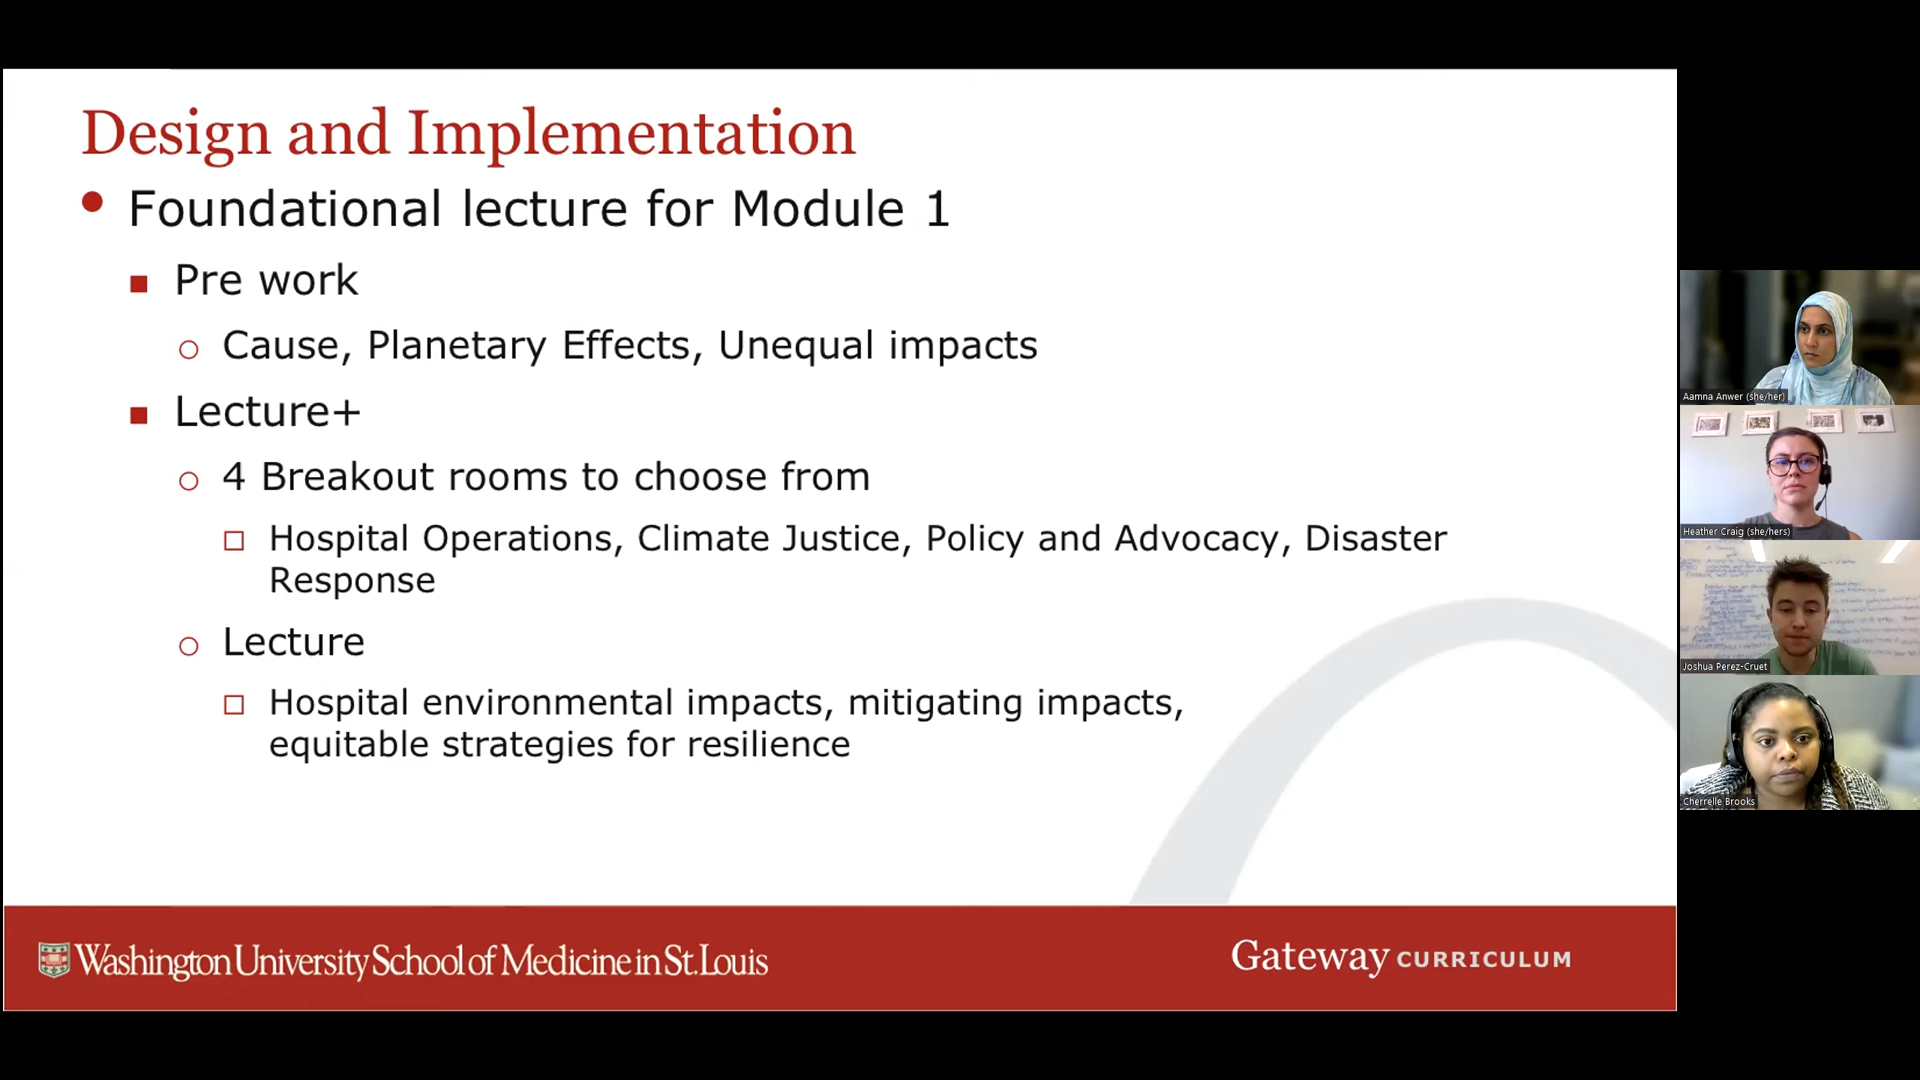 Design and Implementation
Foundational lecture for Module 1
Pre work
Cause, Planetary Effects, Unequal impacts
Lecture+
4 Breakout rooms to choose from
Hospital Operations, Climate Justice, Policy and Advocacy, Disaster
Response
Lecture
Hospital environmental impacts, mitigating impacts,
equitable strategies for resilience
Washington University School of Medicine in St. Louis
Gateway CURRICULUM
Aamna Anwer (she/her)
Heather Craig (she/hers)
Joshua Perez-Cruet
Cherrelle Brooks